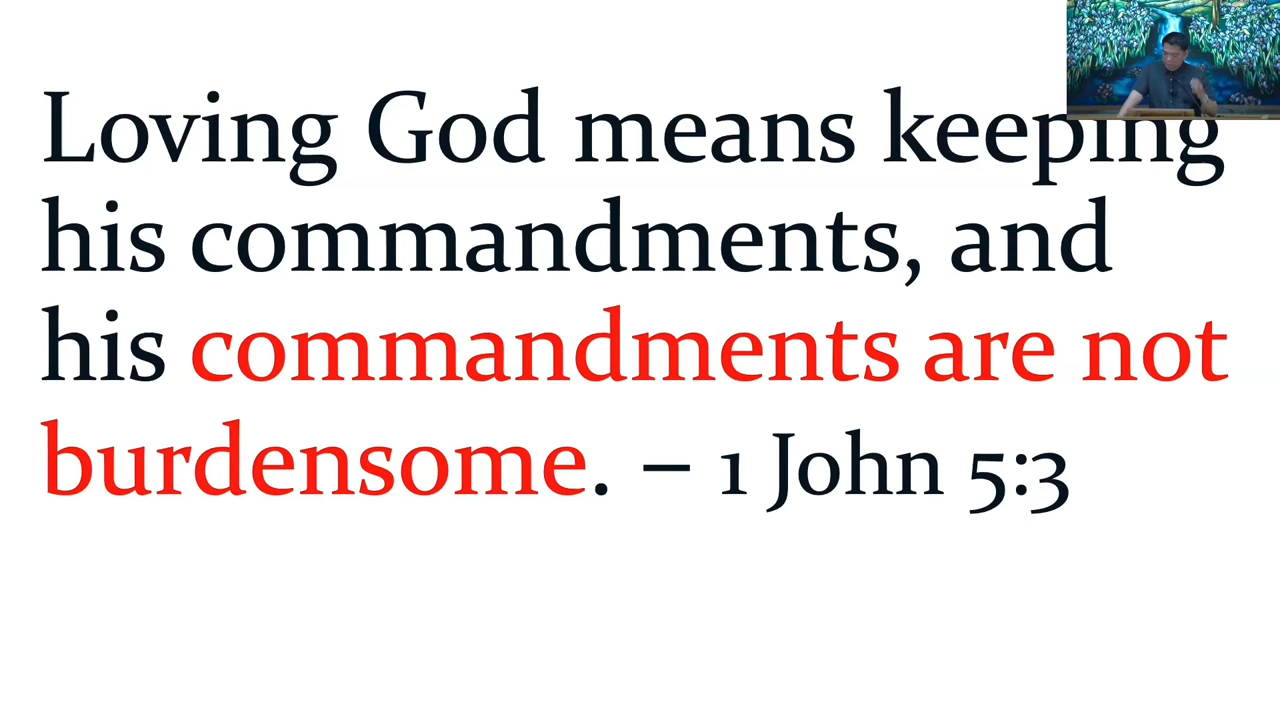 Loving God means keeping
his commandments, and
his commandments are not
burdensome. – 1 John 5:3